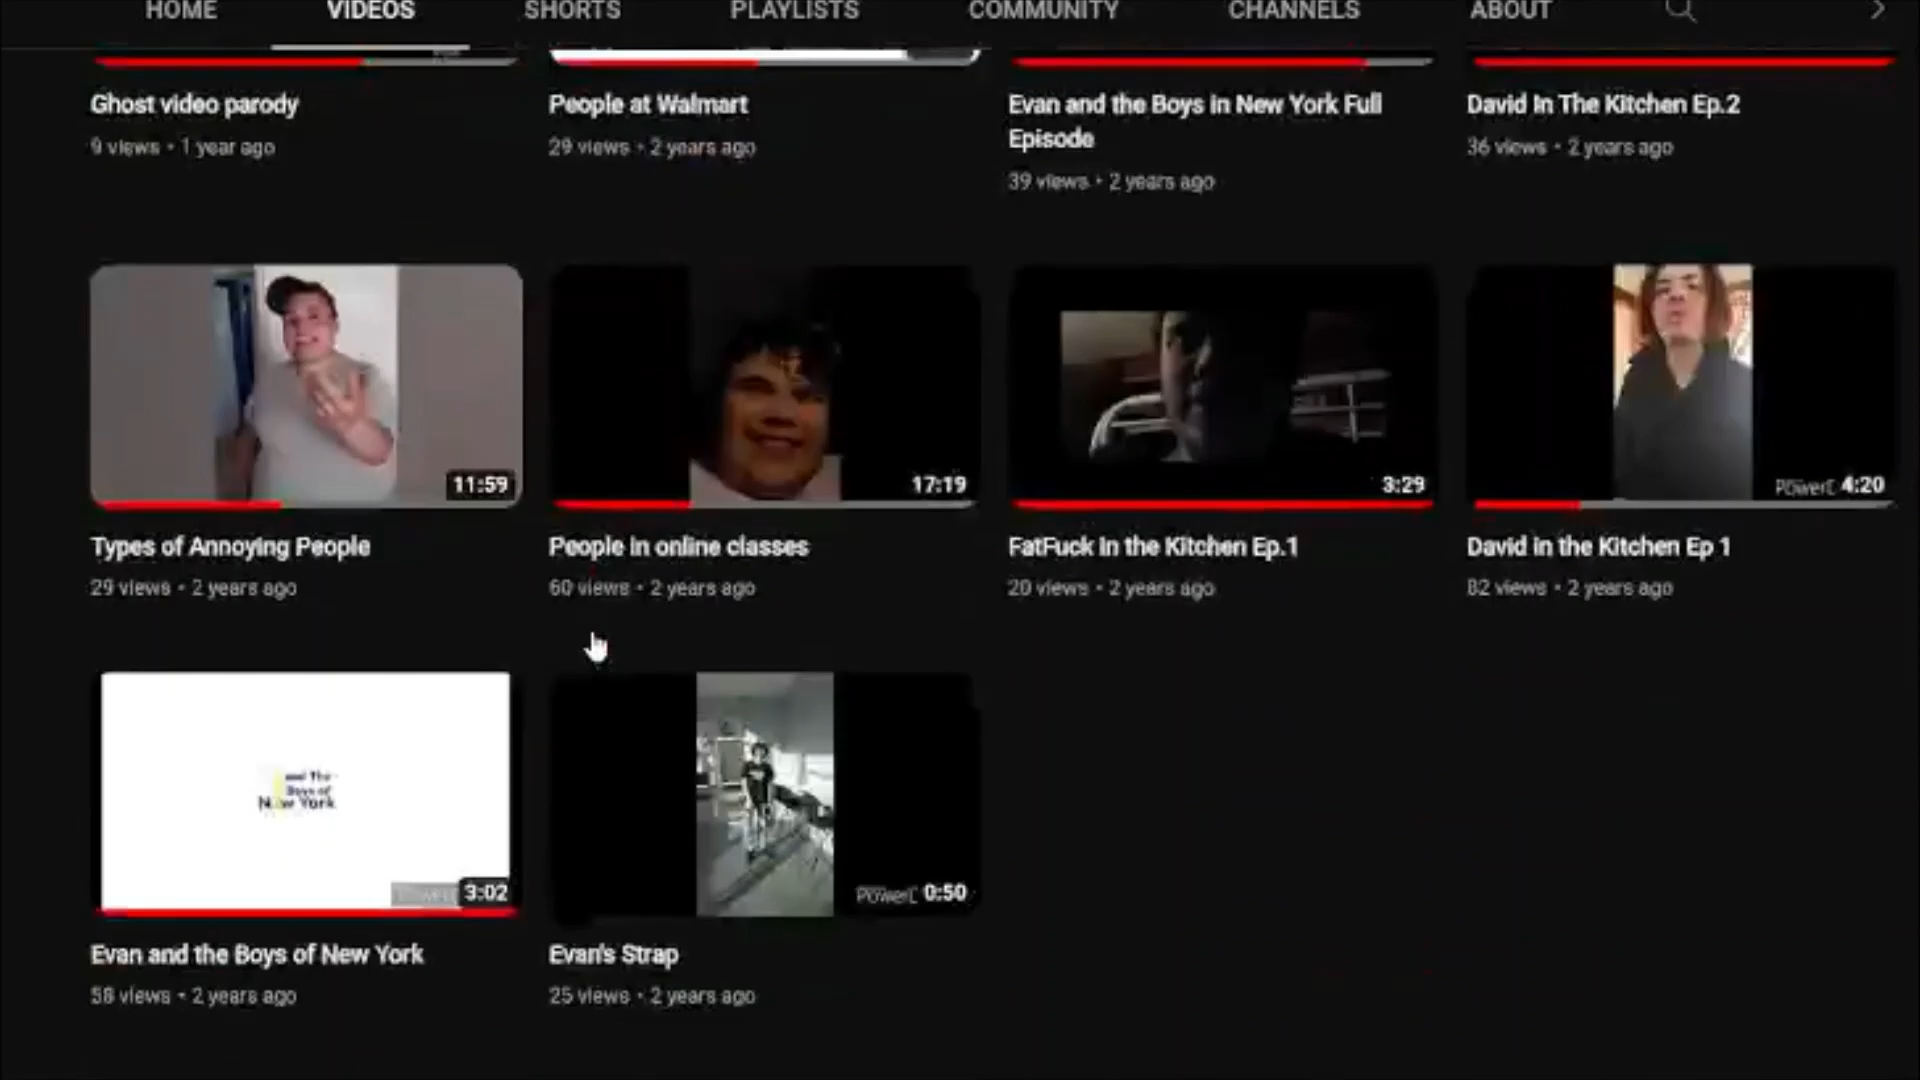 HOME VIDEOS SHORTS PLAYLISTS COMMUNITY CHANNELS ABOUT
Ghost video parody
9 views • 1 year ago
People at Walmart
29 views • 2 years ago
Evan and the Boys in New York Full
Episode
39 views • 2 years ago
David In The Kitchen Ep.2
36 views • 2 years ago
11:59
Types of Annoying People
29 views • 2 years ago
17:19
People in online classes
60 views • 2 years ago
3:29
FatFuck in the Kitchen Ep.1
20 views • 2 years ago
4:20
David in the Kitchen Ep 1
82 views • 2 years ago
and The
Boys of
New York
3:02
Evan and the Boys of New York
58 views • 2 years ago
0:50
Evan's Strap
25 views • 2 years ago